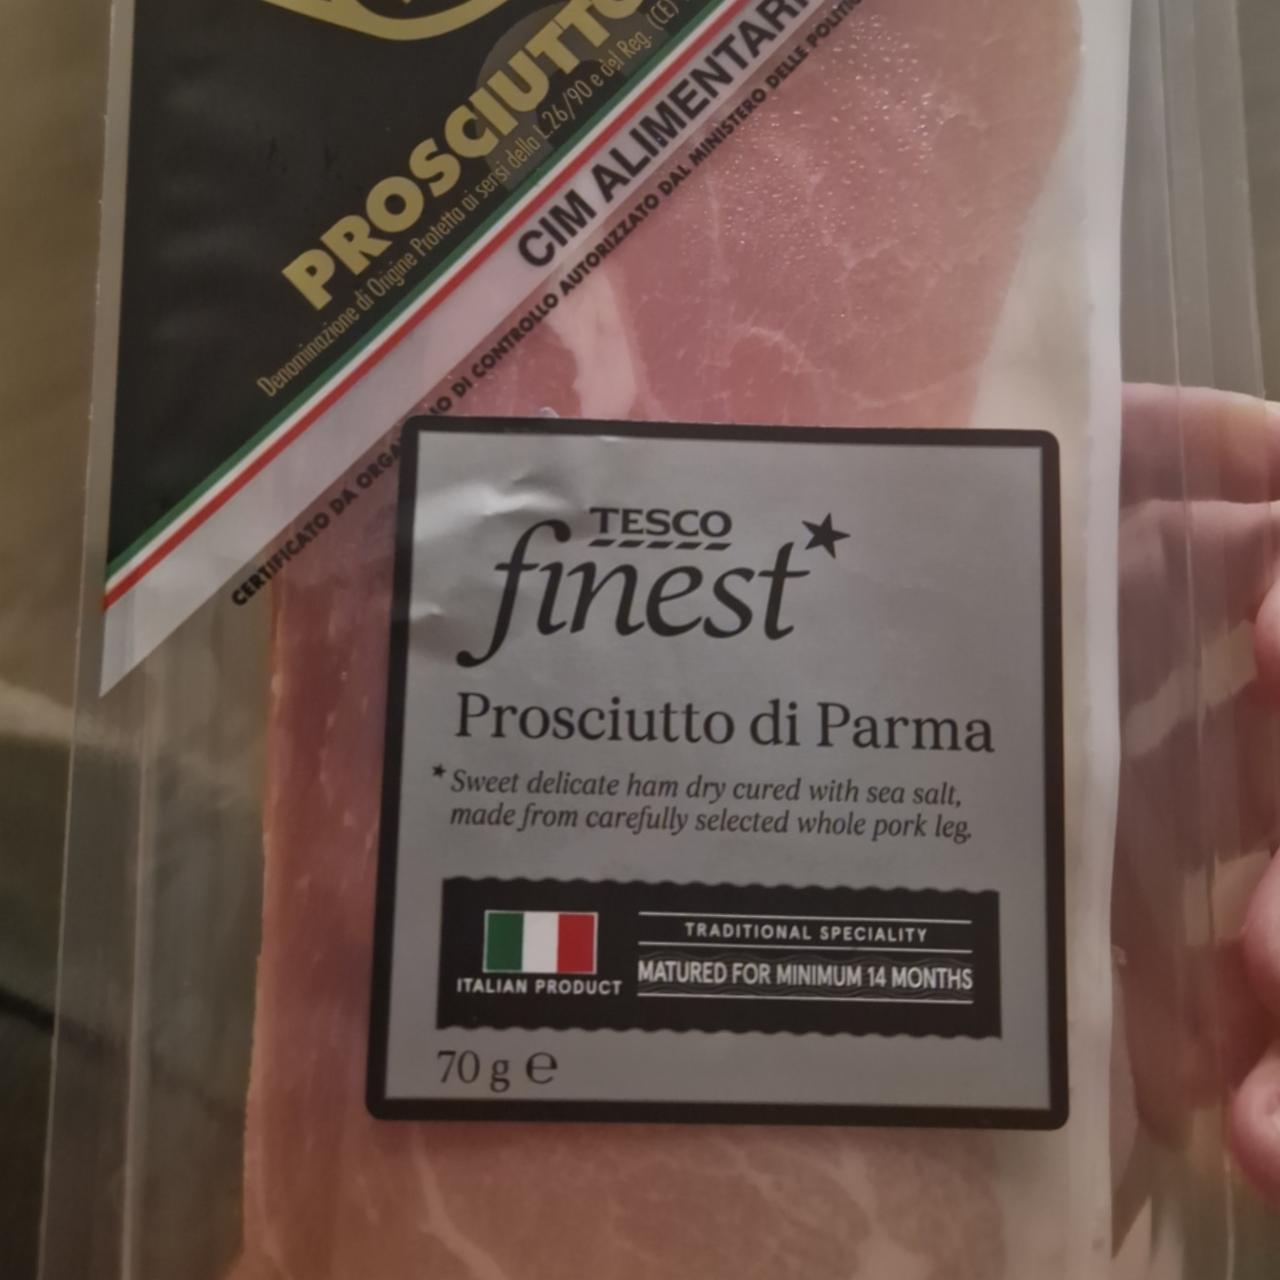 PROSCIUTTO
Denominazione di Origine Protetta ai sensi della L.26/90 e del Reg. (CE)
CIM ALIMENTARI
CERTIFICATO DA DI CONTROLLO AUTORIZZATO DAL MINISTERO DELLE
TESCO
finest*
Prosciutto di Parma
*Sweet delicate ham dry cured with sea salt,
made from carefully selected whole pork leg.
TRADITIONAL SPECIALITY
MATURED FOR MINIMUM 14 MONTHS
ITALIAN PRODUCT
70 g e